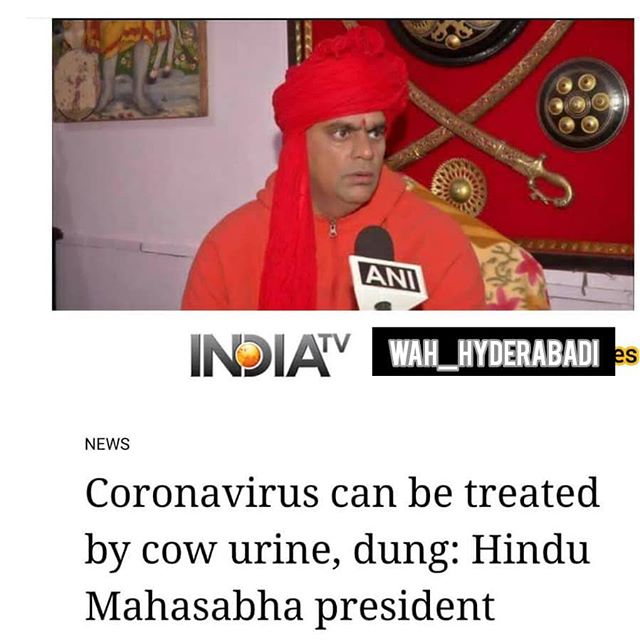 ANI
INDIA TV
WAH_HYDERABADI es
NEWS
Coronavirus can be treated
by cow urine, dung: Hindu
Mahasabha president